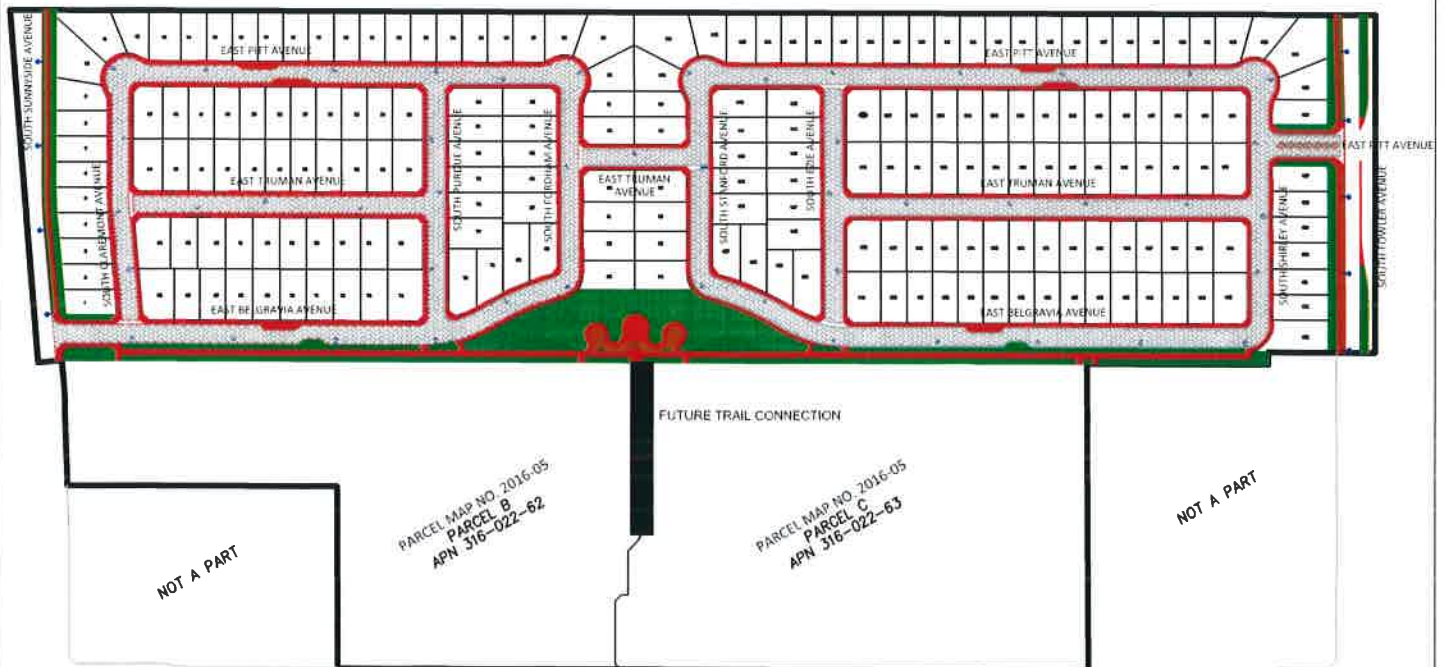 SOUTH SUNNYSIDE AVENUE
EAST PITT AVENUE
EAST PITT AVENUE
EAST PITT AVENUE
SOUTH CLAREMONT AVENUE
EAST TRUMAN AVENUE
SOUTH PURDUE AVENUE
SOUTH FORDHAM AVENUE
EAST TRUMAN
AVENUE
SOUTH STANFORD AVENUE
SOUTH EZIE AVENUE
EAST TRUMAN AVENUE
SOUTH SHIRLEY AVENUE
SOUTH FOWLER AVENUE
EAST BELGRAVIA AVENUE
EAST BELGRAVIA AVENUE
FUTURE TRAIL CONNECTION
PARCEL MAP NO. 2016-05
PARCEL B
APN 316-022-62
PARCEL MAP NO. 2016-05
PARCEL C
APN 316-022-63
NOT A PART
NOT A PART